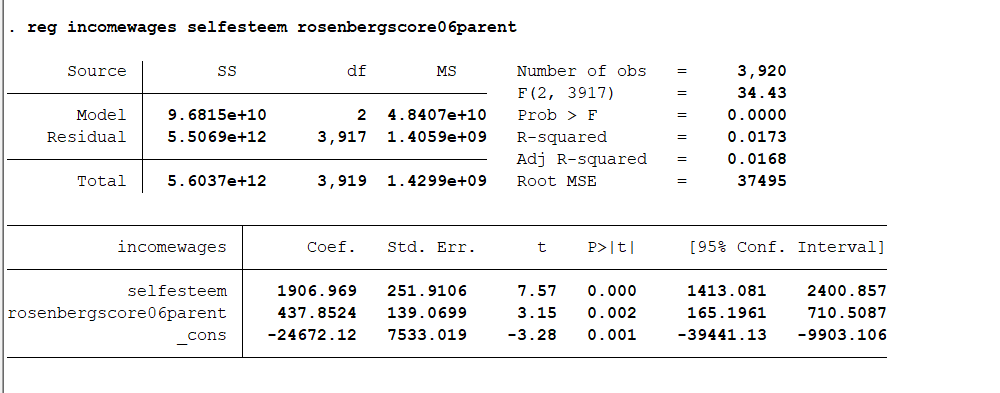 . reg incomewages selfesteem rosenbergscore06parent
Source SS df MS Number of obs = 3,920
F(2, 3917) = 34.43
Model 9.6815e+10 2 4.8407e+10 Prob > F = 0.0000
Residual 5.5069e+12 3,917 1.4059e+09 R-squared = 0.0173
Adj R-squared = 0.0168
Total 5.6037e+12 3,919 1.4299e+09 Root MSE = 37495
incomewages Coef. Std. Err. t P>|t| [95% Conf. Interval]
selfesteem 1906.969 251.9106 7.57 0.000 1413.081 2400.857
rosenbergscore06parent 437.8524 139.0699 3.15 0.002 165.1961 710.5087
_cons -24672.12 7533.019 -3.28 0.001 -39441.13 -9903.106